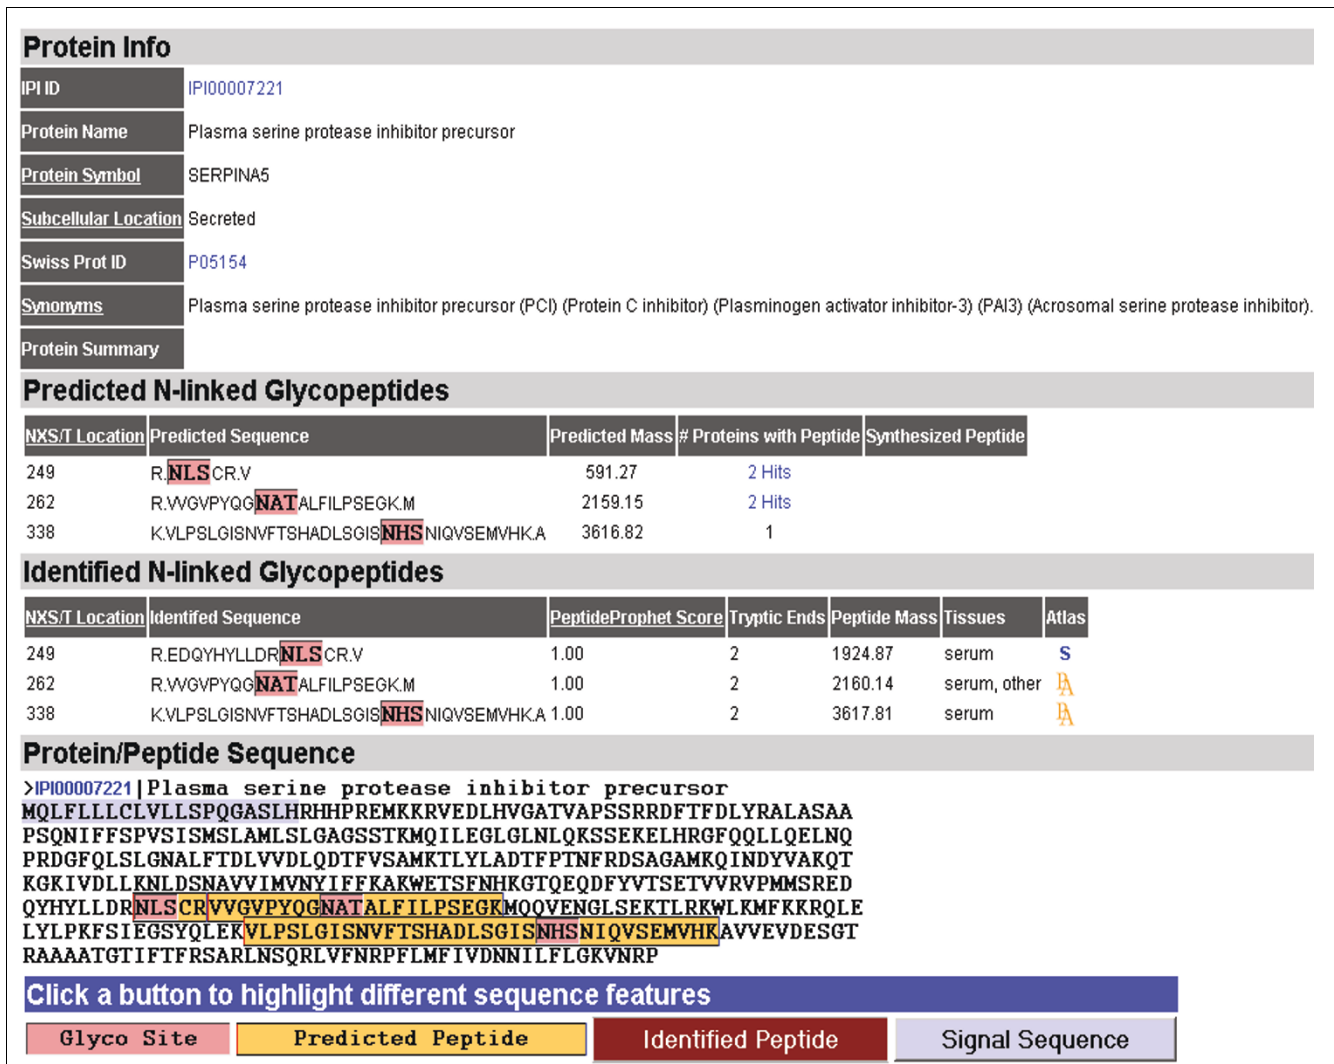 Protein Info
IPI ID IPI00007221
Protein Name Plasma serine protease inhibitor precursor
Protein Symbol SERPINA5
Subcellular Location Secreted
Swiss Prot ID P05154
Synonyms Plasma serine protease inhibitor precursor (PCI) (Protein C inhibitor) (Plasminogen activator inhibitor-3) (PAI3) (Acrosomal serine protease inhibitor).
Protein Summary
Predicted N-linked Glycopeptides
NXS/T Location Predicted Sequence Predicted Mass # Proteins with Peptide Synthesized Peptide
249 R.NLSCR.V 591.27 2 Hits
262 R.VVGVPYQGNATALFILPSEGK.M 2159.15 2 Hits
338 K.VLPSLGISNVFTSHADLSGISNHSNIQVSEMVHK.A 3616.82 1
Identified N-linked Glycopeptides
NXS/T Location Identifed Sequence PeptideProphet Score Tryptic Ends Peptide Mass Tissues Atlas
249 R.EDQYHYLLDRNLSCR.V 1.00 2 1924.87 serum S
262 R.VVGVPYQGNATALFILPSEGK.M 1.00 2 2160.14 serum, other PA
338 K.VLPSLGISNVFTSHADLSGISNHSNIQVSEMVHK.A 1.00 2 3617.81 serum PA
Protein/Peptide Sequence
>IPI00007221|Plasma serine protease inhibitor precursor
MQLFLLLCLVLLSPQGASLHRHHPREMKKRVEDLHVGATVAPSSRRDFTFDLYRALASAA
PSQNIFFSPVSISMSLAMLSLGAGSSTKMQILEGLGLNLQKSSEKELHRGFQQLLQELNQ
PRDGFQLSLGNALFTDLVVDLQDTFVSAMKTLYLADTFPTNFRDSAGAMKQINDYVAKQT
KGKIVDLLKNLDSNAVVIMVNYIFFKAKWETSFNHKGTQEQDFYVTSETVVRVPMMSRED
QYHYLLDRNLSCRVVGVPYQGNATALFILPSEGKMQQVENGLSEKTLRKWLKMFKKRQLE
LYLPKFSIEGSYQLEKVLPSLGISNVFTSHADLSGISNHSNIQVSEMVHKAVVEVDESGT
RAAAATGTIFTFRSARLNSQRLVFNRPFLMFIVDNNILFLGKVNRP
Click a button to highlight different sequence features
Glyco Site Predicted Peptide Identified Peptide Signal Sequence